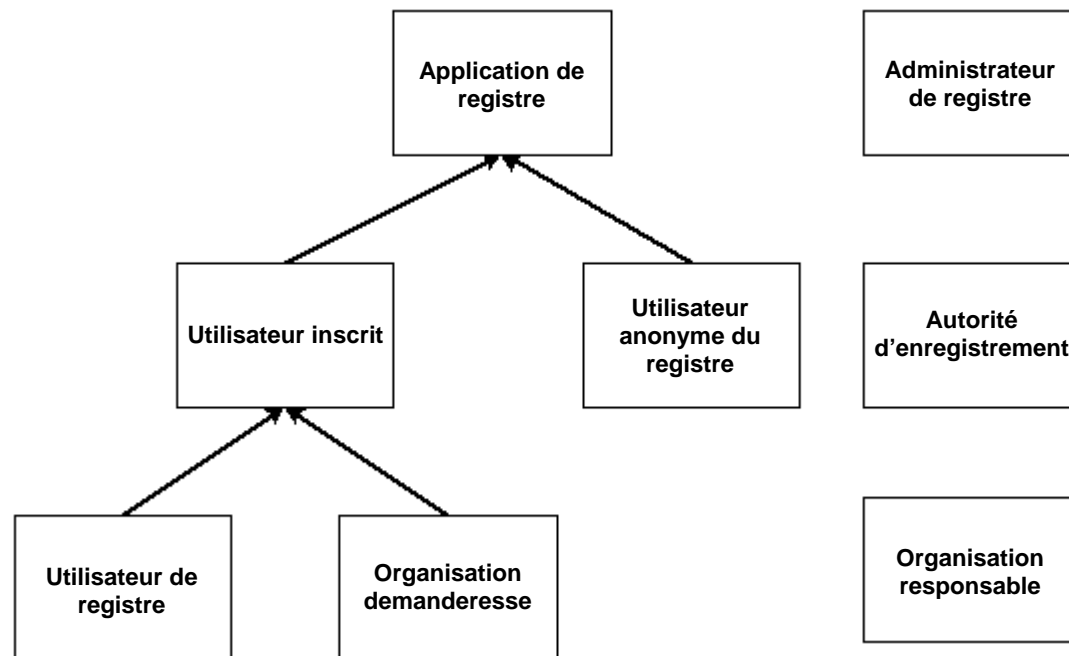 Application de
registre
Administrateur
de registre
Utilisateur inscrit
Utilisateur
anonyme du
registre
Autorité
d’enregistrement
Utilisateur de
registre
Organisation
demanderesse
Organisation
responsable